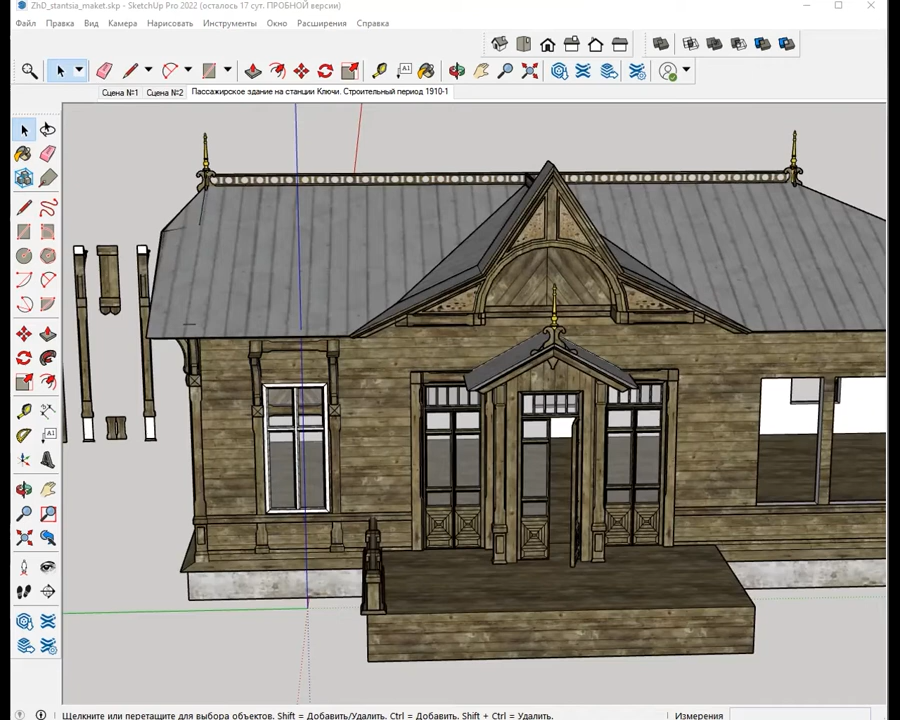 ZhD_stantsia_maket.skp - SketchUp Pro 2022 (осталось 17 сут. ПРОБНОЙ ВЕРСИИ)
Файл Правка Вид Камера Нарисовать Инструменты Окно Расширения Справка
Сцена №1 Сцена №2 Пассажирское здание на станции Ключи. Строительный период 1910-1
Щелкните или перетащите для выбора объектов. Shift = Добавить/Удалить. Ctrl = Добавить. Shift + Ctrl = Удалить. Измерения